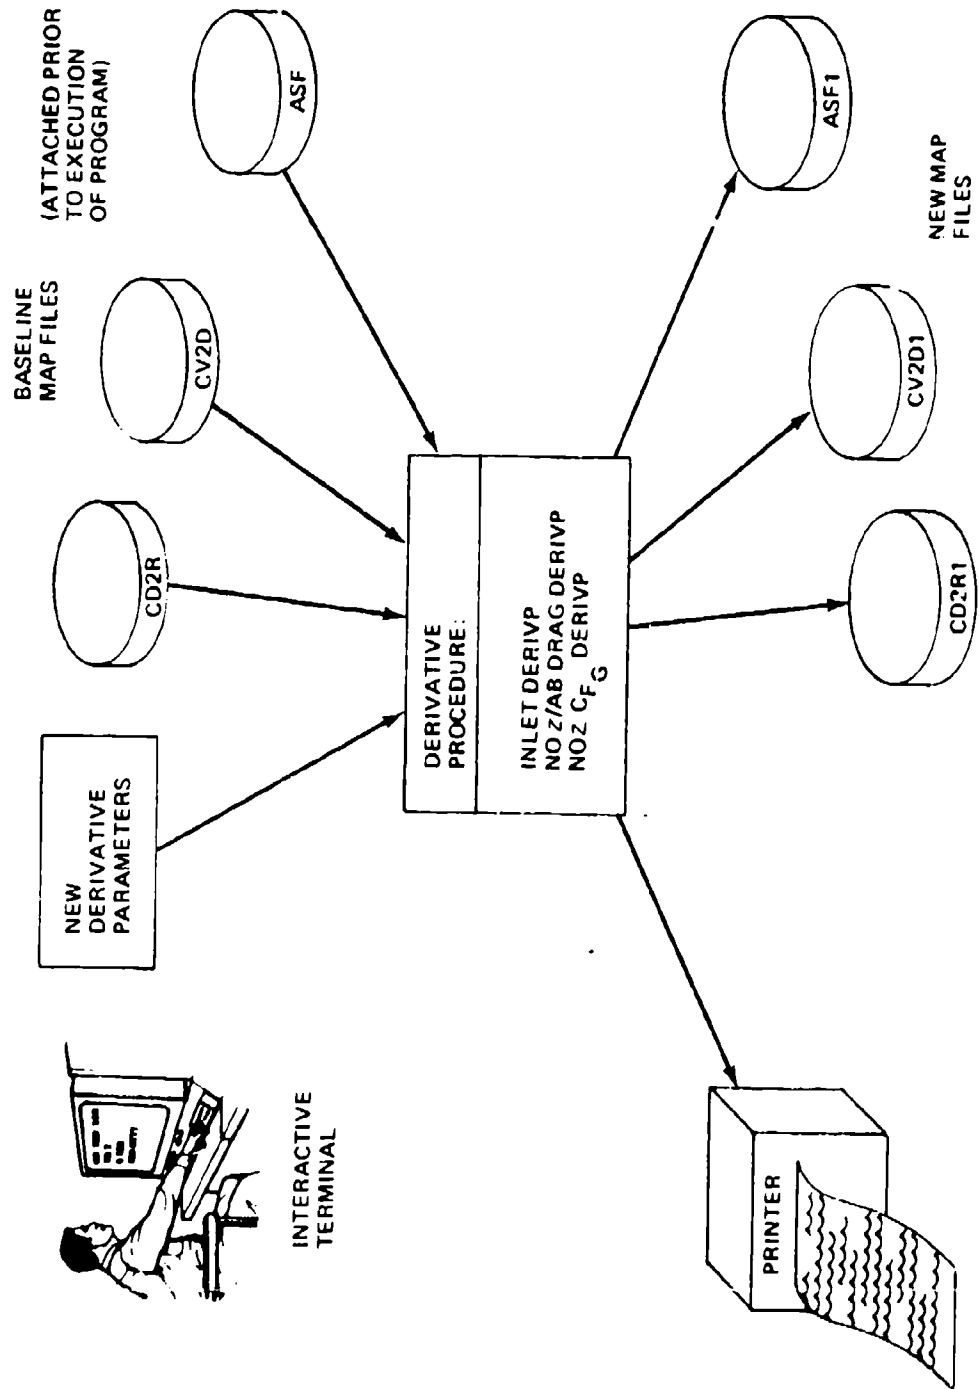 INTERACTIVE
TERMINAL
NEW
DERIVATIVE
PARAMETERS
BASELINE
MAP FILES
(ATTACHED PRIOR
TO EXECUTION
OF PROGRAM)
CD2R
CV2D
ASF
DERIVATIVE
PROCEDURE:
INLET DERIVP
NOZ/AB DRAG DERIVP
NOZ CFG DERIVP
PRINTER
CD2R1
CV2D1
ASF1
NEW MAP
FILES